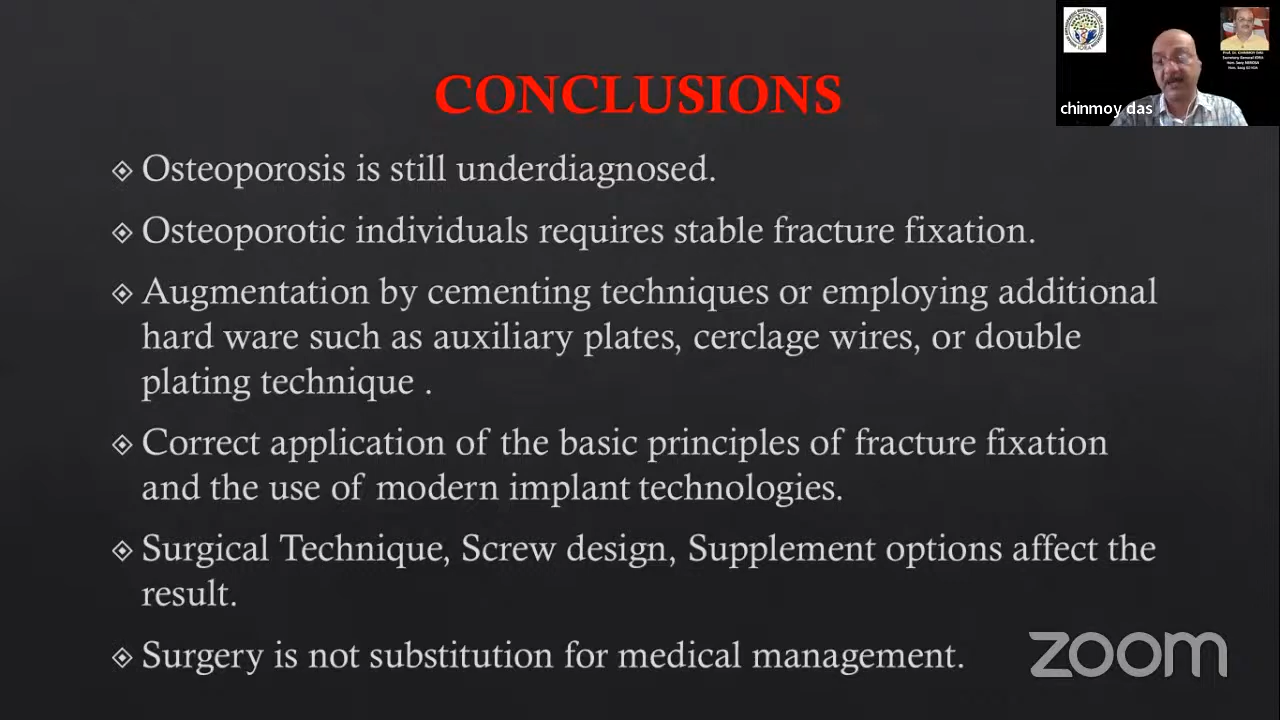 CONCLUSIONS
Osteoporosis is still underdiagnosed.
Osteoporotic individuals requires stable fracture fixation.
Augmentation by cementing techniques or employing additional
hard ware such as auxiliary plates, cerclage wires, or double
plating technique .
Correct application of the basic principles of fracture fixation
and the use of modern implant technologies.
Surgical Technique, Screw design, Supplement options affect the
result.
Surgery is not substitution for medical management.
chinmoy das
zoom